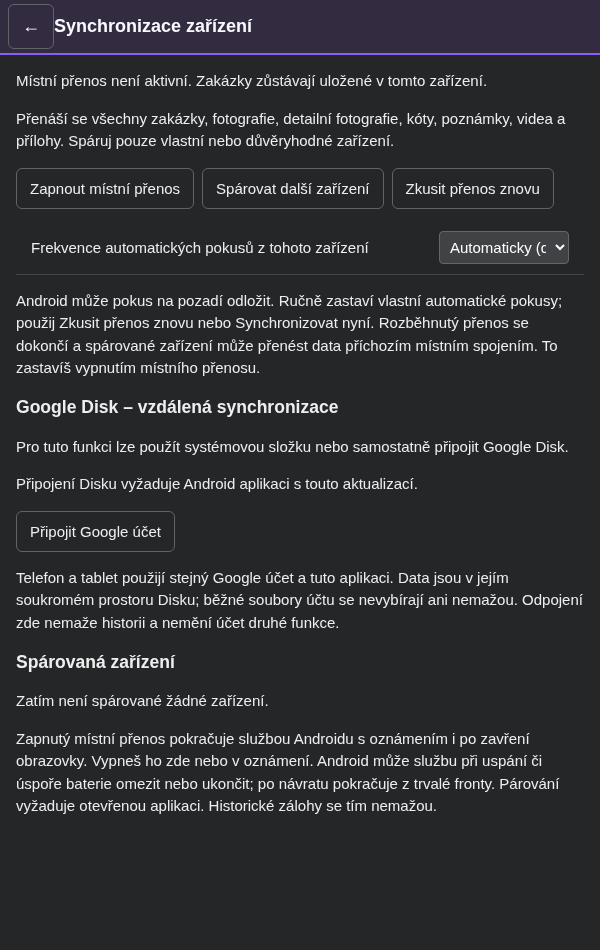 ← Synchronizace zařízení
Místní přenos není aktivní. Zakázky zůstávají uložené v tomto zařízení.
Přenáší se všechny zakázky, fotografie, detailní fotografie, kóty, poznámky, videa a
přílohy. Spáruj pouze vlastní nebo důvěryhodné zařízení.
Zapnout místní přenos Spárovat další zařízení Zkusit přenos znovu
Frekvence automatických pokusů z tohoto zařízení Automaticky (
Android může pokus na pozadí odložit. Ručně zastaví vlastní automatické pokusy;
použij Zkusit přenos znovu nebo Synchronizovat nyní. Rozběhnutý přenos se
dokončí a spárované zařízení může přenést data příchozím místním spojením. To
zastavíš vypnutím místního přenosu.
Google Disk – vzdálená synchronizace
Pro tuto funkci lze použít systémovou složku nebo samostatně připojit Google Disk.
Připojení Disku vyžaduje Android aplikaci s touto aktualizací.
Připojit Google účet
Telefon a tablet použijí stejný Google účet a tuto aplikaci. Data jsou v jejím
soukromém prostoru Disku; běžné soubory účtu se nevybírají ani nemažou. Odpojení
zde nemaže historii a nemění účet druhé funkce.
Spárovaná zařízení
Zatím není spárované žádné zařízení.
Zapnutý místní přenos pokračuje službou Androidu s oznámením i po zavření
obrazovky. Vypneš ho zde nebo v oznámení. Android může službu při uspání či
úspoře baterie omezit nebo ukončit; po návratu pokračuje z trvalé fronty. Párování
vyžaduje otevřenou aplikaci. Historické zálohy se tím nemažou.